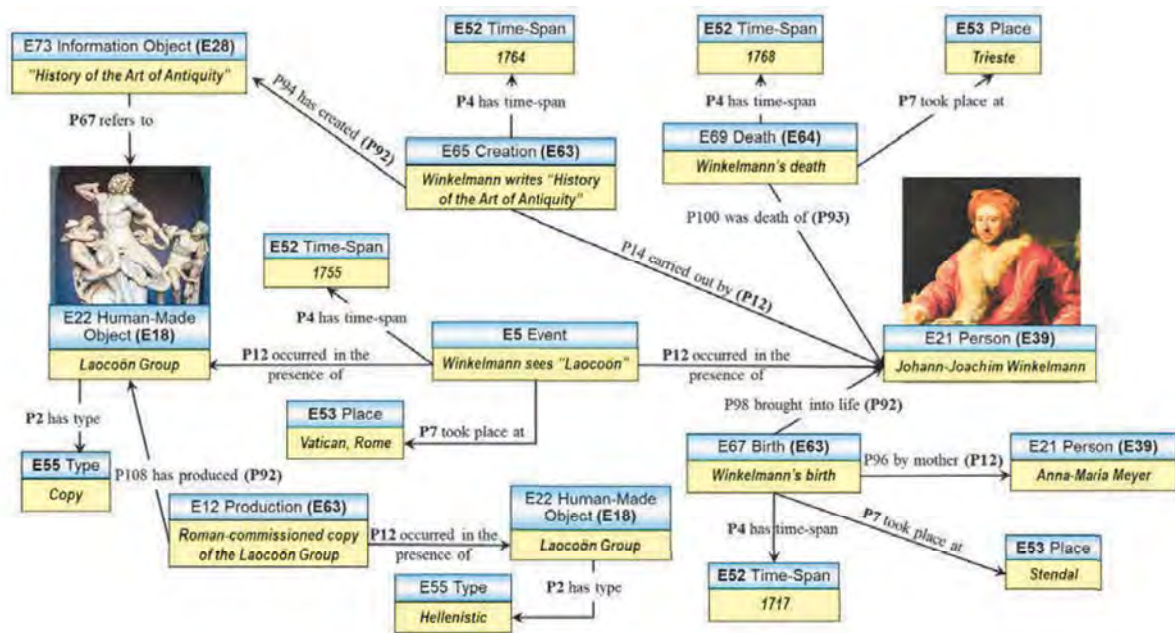 E73 Information Object (E28)
"History of the Art of Antiquity"
P67 refers to
E52 Time-Span
1764
P4 has time-span
P94 has created (P92)
E65 Creation (E63)
Winkelmann writes "History
of the Art of Antiquity"
E52 Time-Span
1768
P4 has time-span
E53 Place
Trieste
P7 took place at
E69 Death (E64)
Winkelmann's death
P100 was death of (P93)
P14 carried out by (P12)
E52 Time-Span
1755
P4 has time-span
E22 Human-Made
Object (E18)
Laocoön Group
P12 occurred in the
presence of
E5 Event
Winkelmann sees "Laocoön"
P12 occurred in the
presence of
E21 Person (E39)
Johann-Joachim Winkelmann
P2 has type
E55 Type
Copy
E53 Place
Vatican, Rome
P7 took place at
P98 brought into life (P92)
E67 Birth (E63)
Winkelmann's birth
P96 by mother (P12)
E21 Person (E39)
Anna-Maria Meyer
P108 has produced (P92)
E12 Production (E63)
Roman-commissioned copy
of the Laocoön Group
P12 occurred in the
presence of
E22 Human-Made
Object (E18)
Laocoön Group
P2 has type
E55 Type
Hellenistic
P4 has time-span
E52 Time-Span
1717
P7 took place at
E53 Place
Stendal